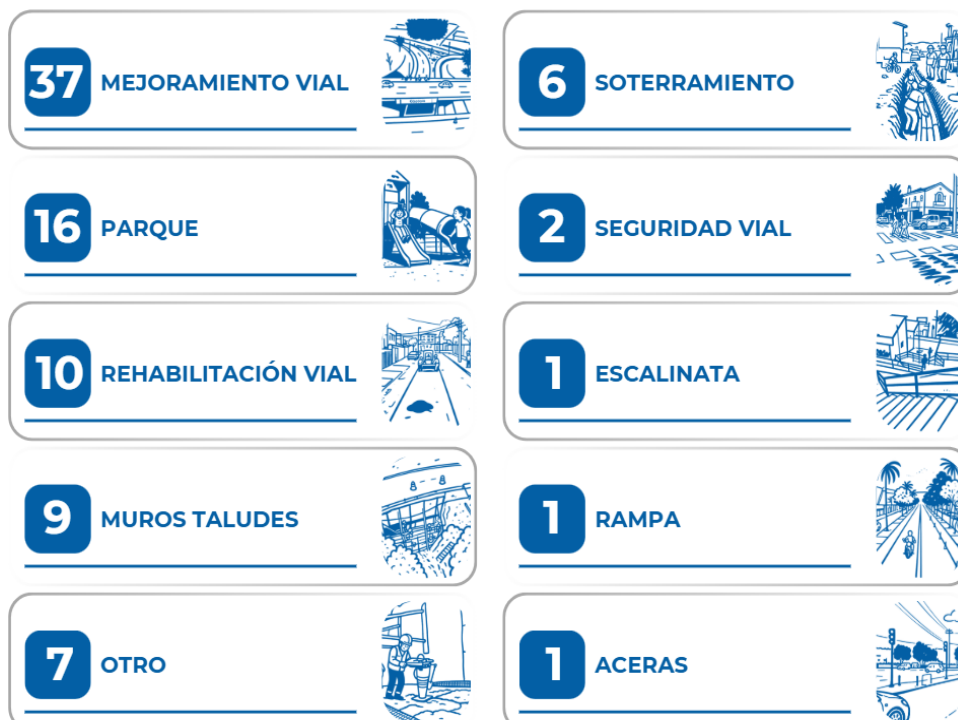 37 MEJORAMIENTO VIAL
16 PARQUE
10 REHABILITACIÓN VIAL
9 MUROS TALUDES
7 OTRO
6 SOTERRAMIENTO
2 SEGURIDAD VIAL
1 ESCALINATA
1 RAMPA
1 ACERAS